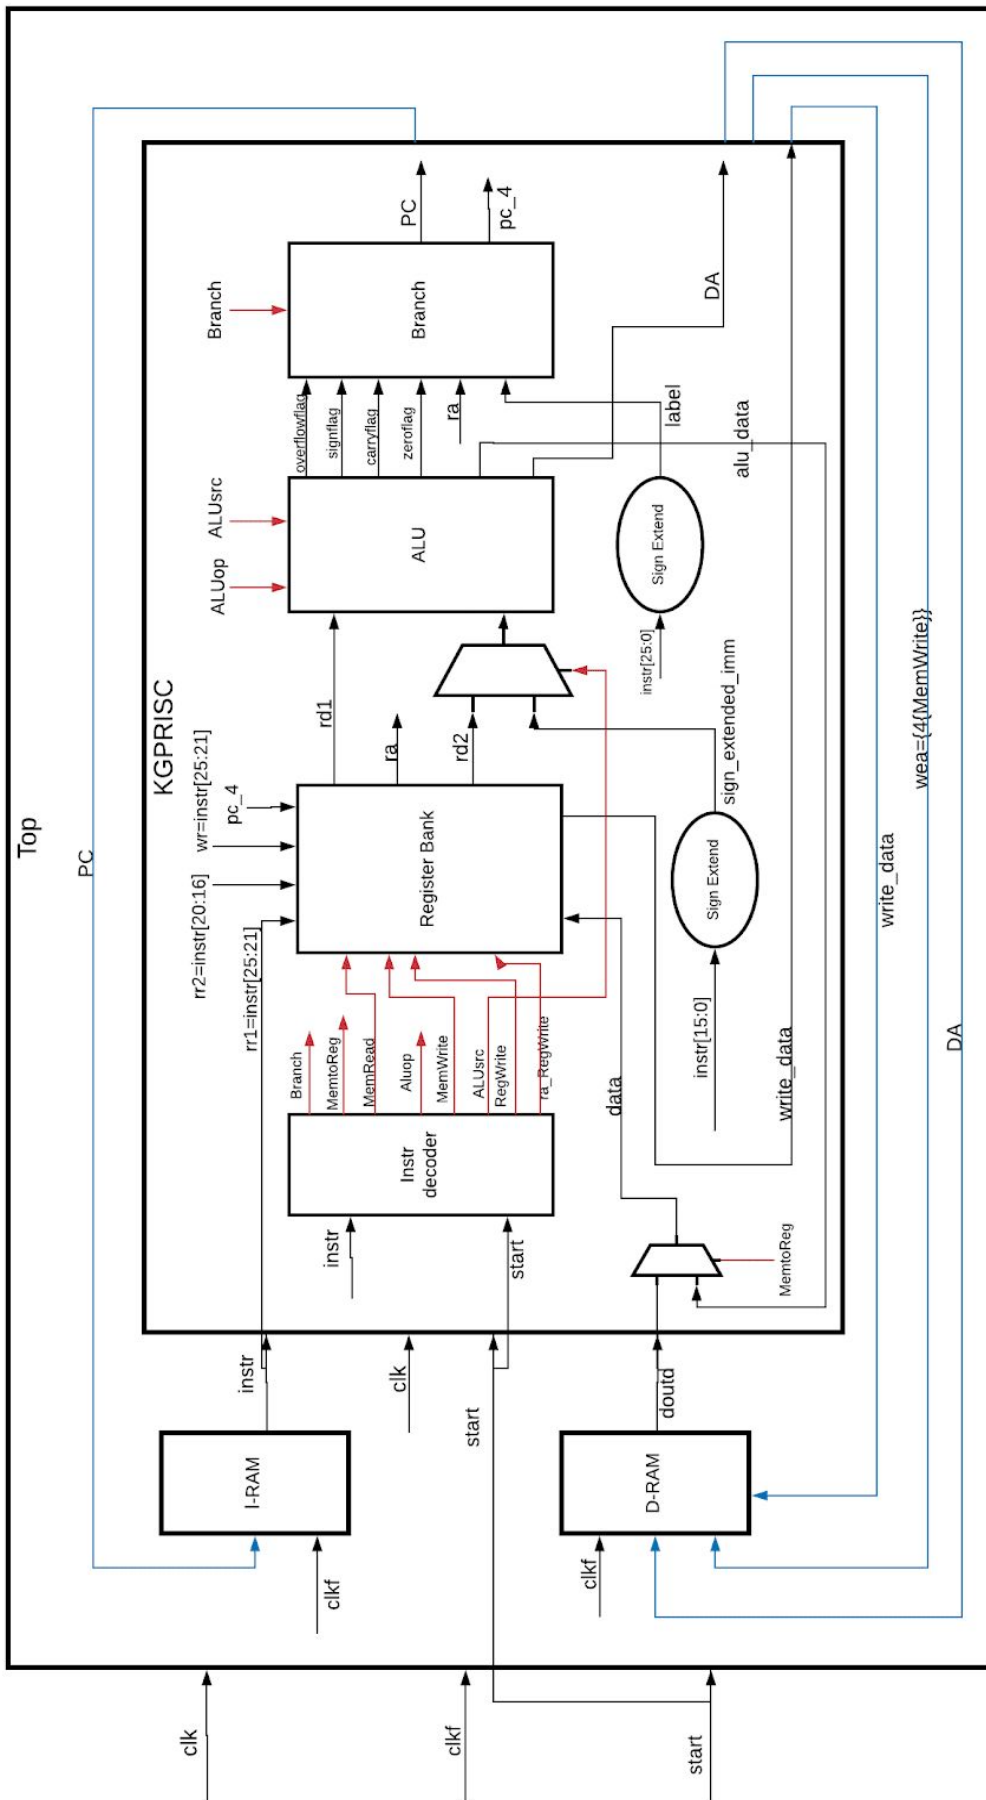 Top
PC
KGPRISC
rr1=instr[25:21]
rr2=instr[20:16]
wr=instr[25:21]
pc_4
ALUop
ALUsrc
Branch
clk
clkf
start
I-RAM
clkf
instr
clk
start
D-RAM
clkf
doutd
instr
start
Instr
decoder
Branch
MemtoReg
MemRead
Aluop
MemWrite
ALUsrc
RegWrite
ra_RegWrite
Register Bank
rd1
ra
rd2
ALU
overflowflag
signflag
carryflag
zeroflag
ra
Branch
PC
pc_4
MemtoReg
data
instr[15:0]
Sign Extend
sign_extended_imm
instr[25:0]
Sign Extend
label
alu_data
DA
write_data
write_data
wea={4{MemWrite}}
DA